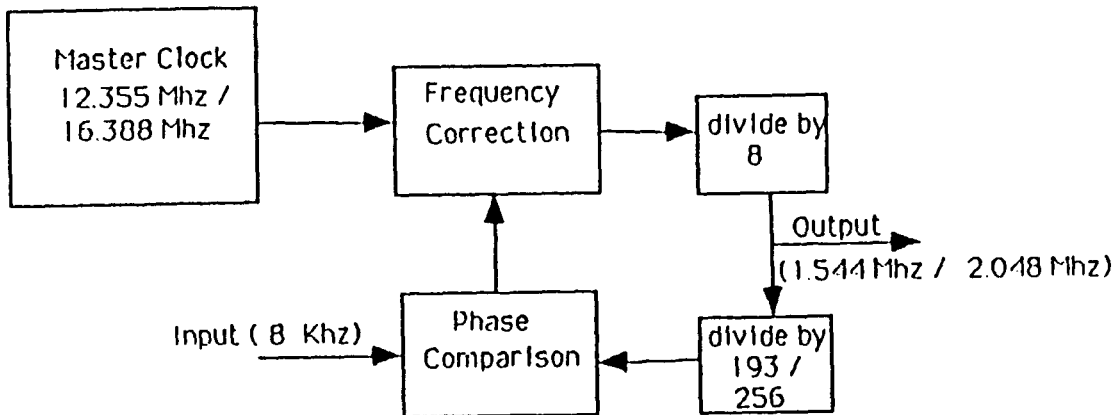 Master Clock
12.355 Mhz /
16.388 Mhz
Frequency
Correction
divide by
8
Output
(1.544 Mhz / 2.048 Mhz)
Input ( 8 Khz)
Phase
Comparison
divide by
193 /
256